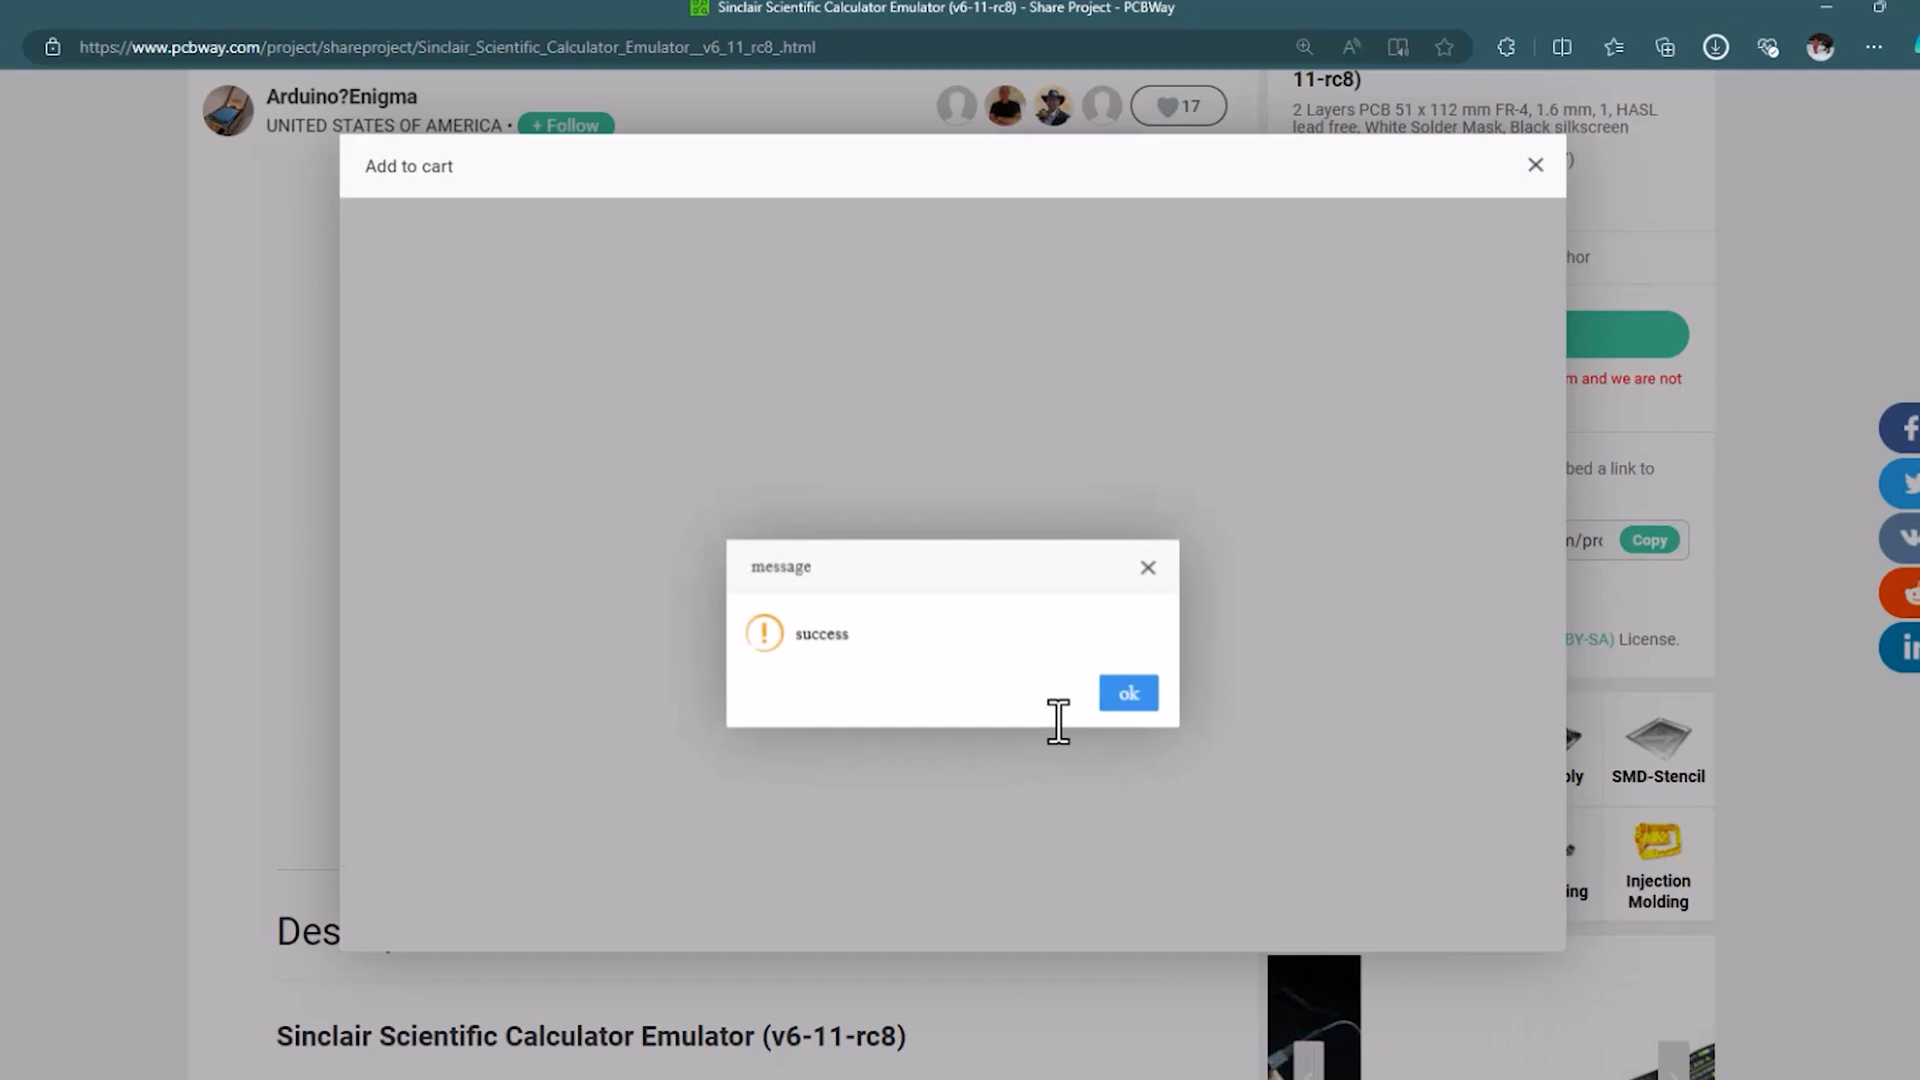 Sinclair Scientific Calculator Emulator (v6-11-rc8) - Share Project - PCBWay
https://www.pcbway.com/project/shareproject/Sinclair_Scientific_Calculator_Emulator__v6_11_rc8_.html
Arduino?Enigma
UNITED STATES OF AMERICA • + Follow
17
11-rc8)
2 Layers PCB 51 x 112 mm FR-4, 1.6 mm, 1, HASL
lead free, White Solder Mask, Black silkscreen
Add to cart
hor
m and we are not
bed a link to
n/pro Copy
BY-SA) License.
message
success
ok
ply
SMD-Stencil
ing
Injection
Molding
Des
Sinclair Scientific Calculator Emulator (v6-11-rc8)